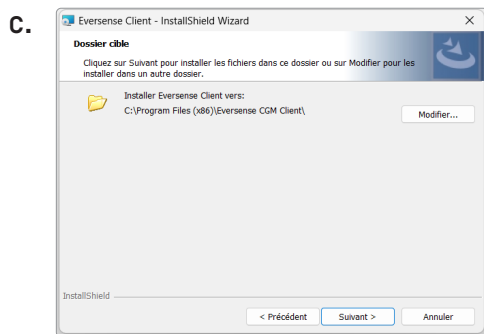 C.
Eversense Client - InstallShield Wizard
Dossier cible
Cliquez sur Suivant pour installer les fichiers dans ce dossier ou sur Modifier pour les
installer dans un autre dossier.
Installer Eversense Client vers:
C:\Program Files (x86)\Eversense CGM Client\
Modifier...
InstallShield
< Précédent
Suivant >
Annuler